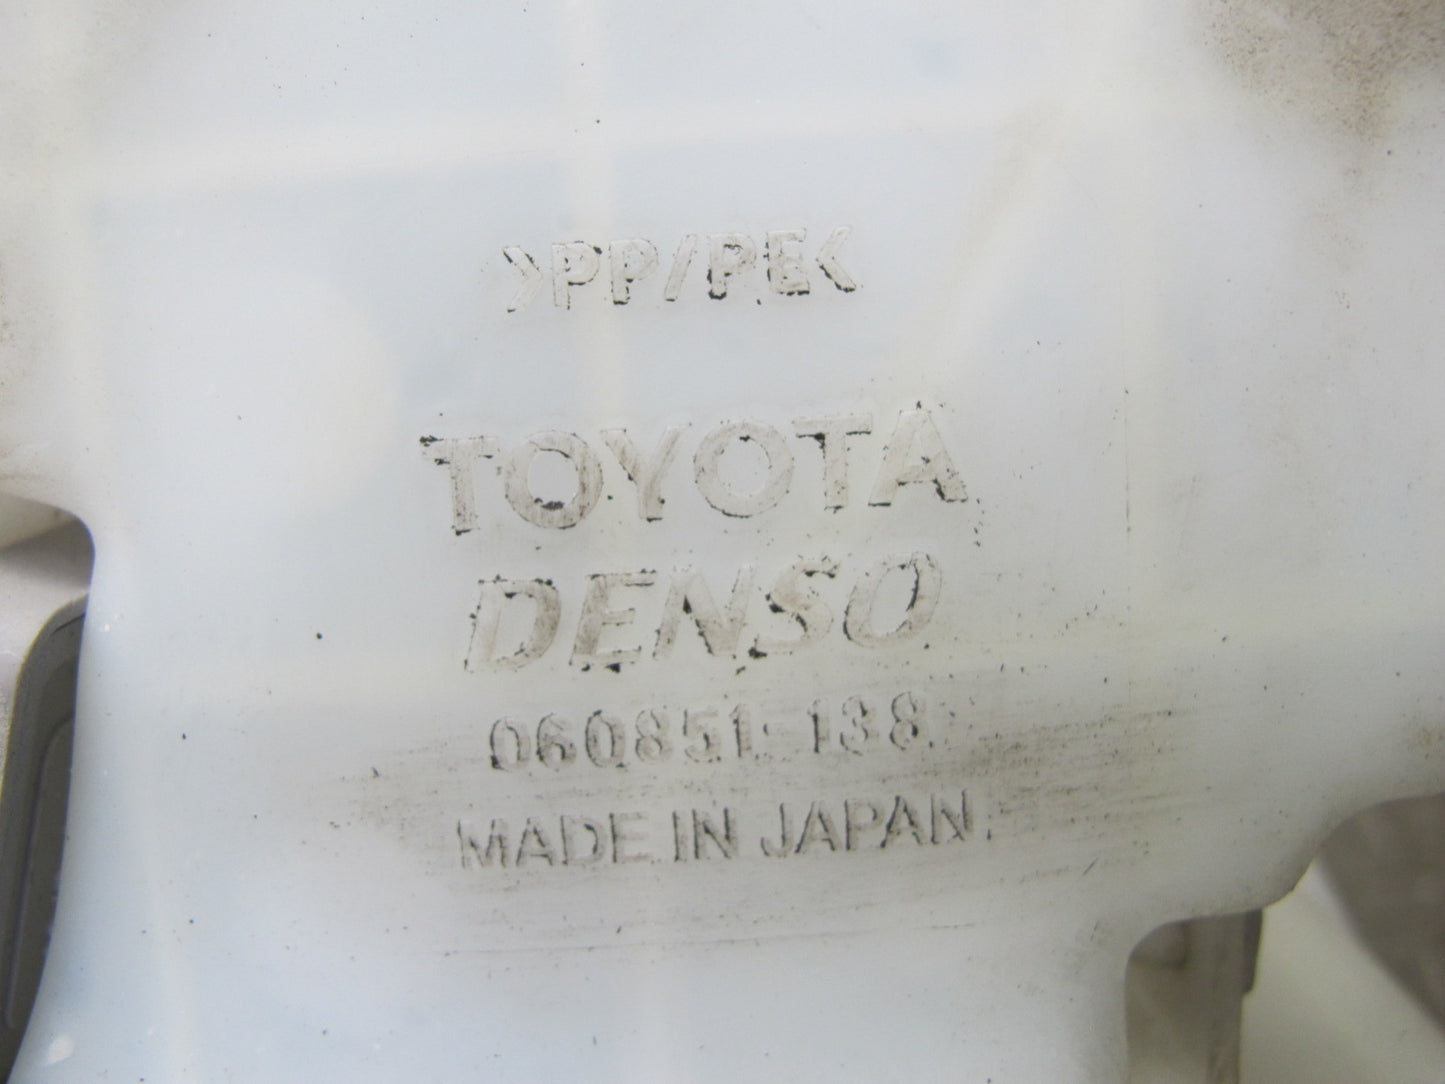 >PP/PE<
TOYOTA
DENSO
060851-138
MADE IN JAPAN.